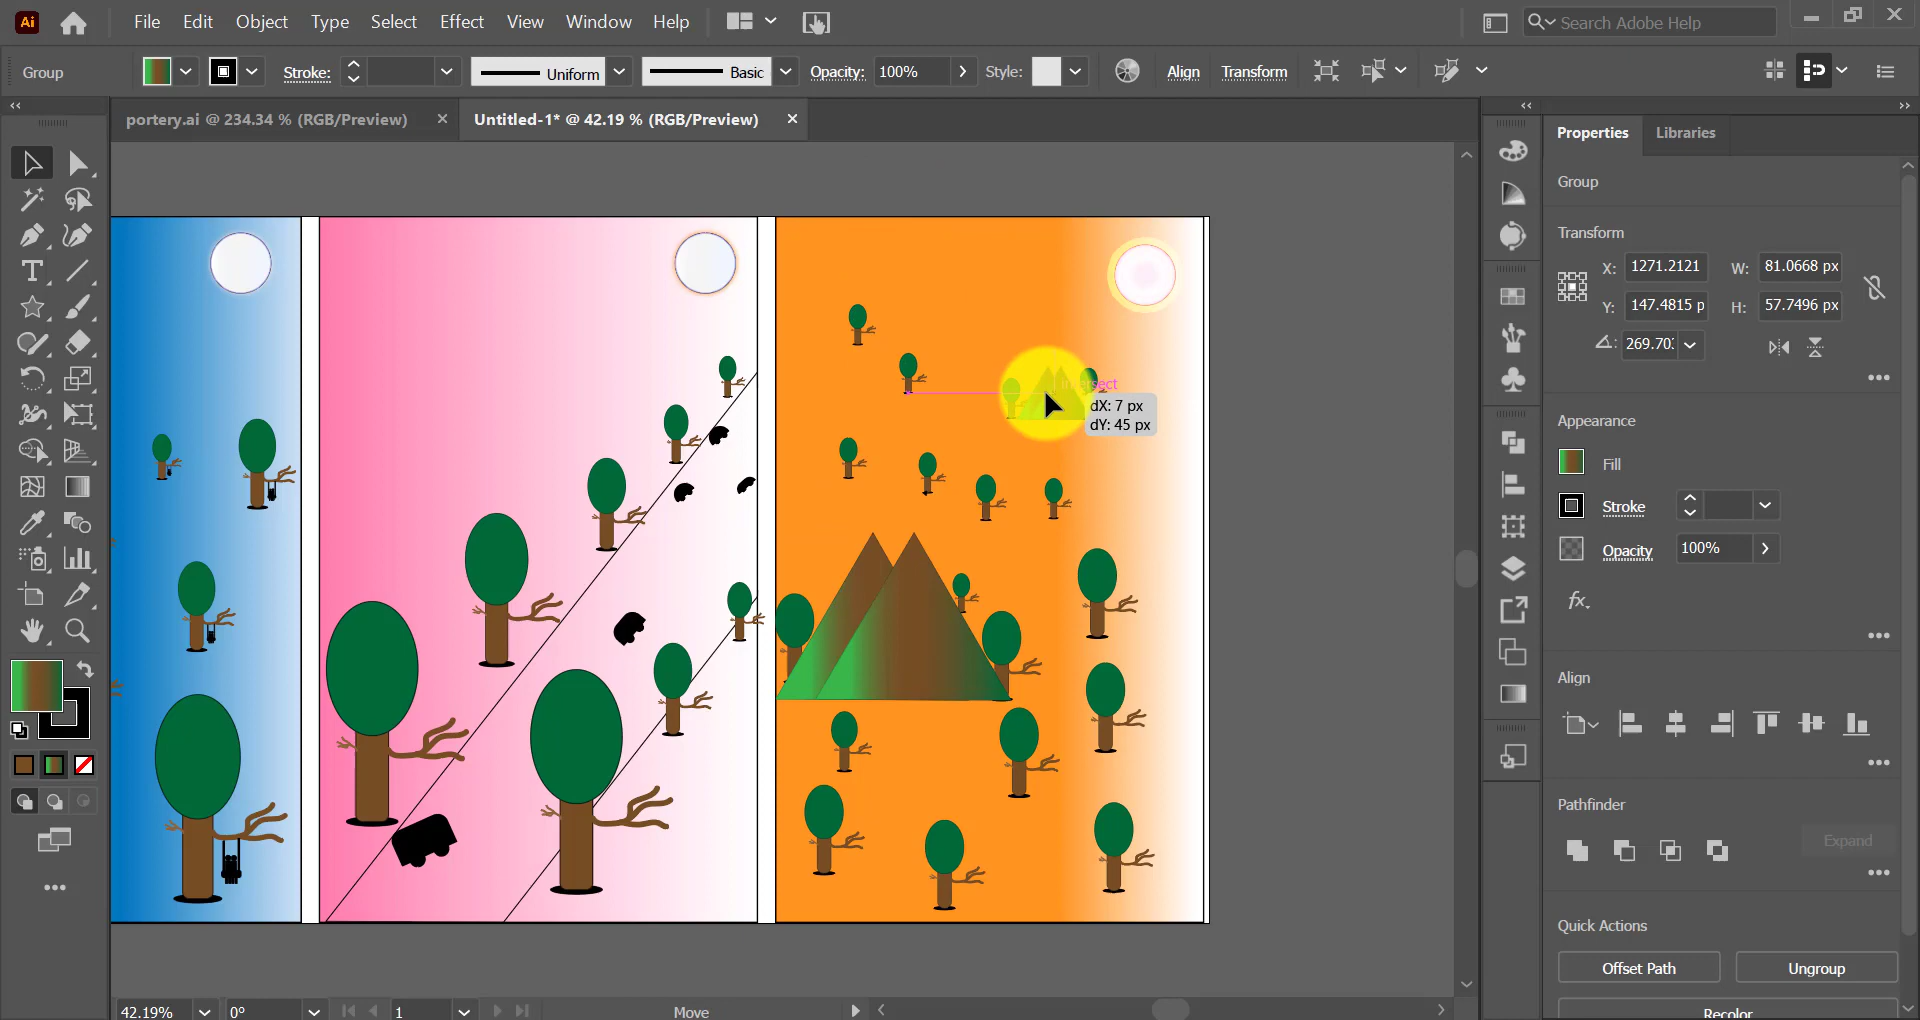 Ai File Edit Object Type Select Effect View Window Help Search Adobe Help
Group Stroke: Uniform Basic Opacity: 100% Style: Align Transform
portery.ai @ 234.34 % (RGB/Preview) Untitled-1* @ 42.19 % (RGB/Preview)
Properties Libraries
Group
Transform
X: 1271.2121 W: 81.0668 px
Y: 147.4815 p H: 57.7496 px
269.70
dX: 7 px
dY: 45 px
Appearance
Fill
Stroke
Opacity 100%
fx.
Align
Pathfinder
Expand
Quick Actions
Offset Path Ungroup
Recolor
42.19% 0° 1 Move